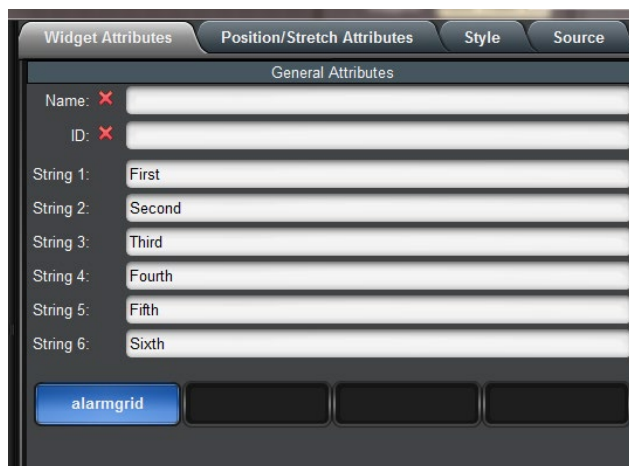 Widget Attributes Position/Stretch Attributes Style Source
General Attributes
Name:
ID:
String 1: First
String 2: Second
String 3: Third
String 4: Fourth
String 5: Fifth
String 6: Sixth
alarmgrid